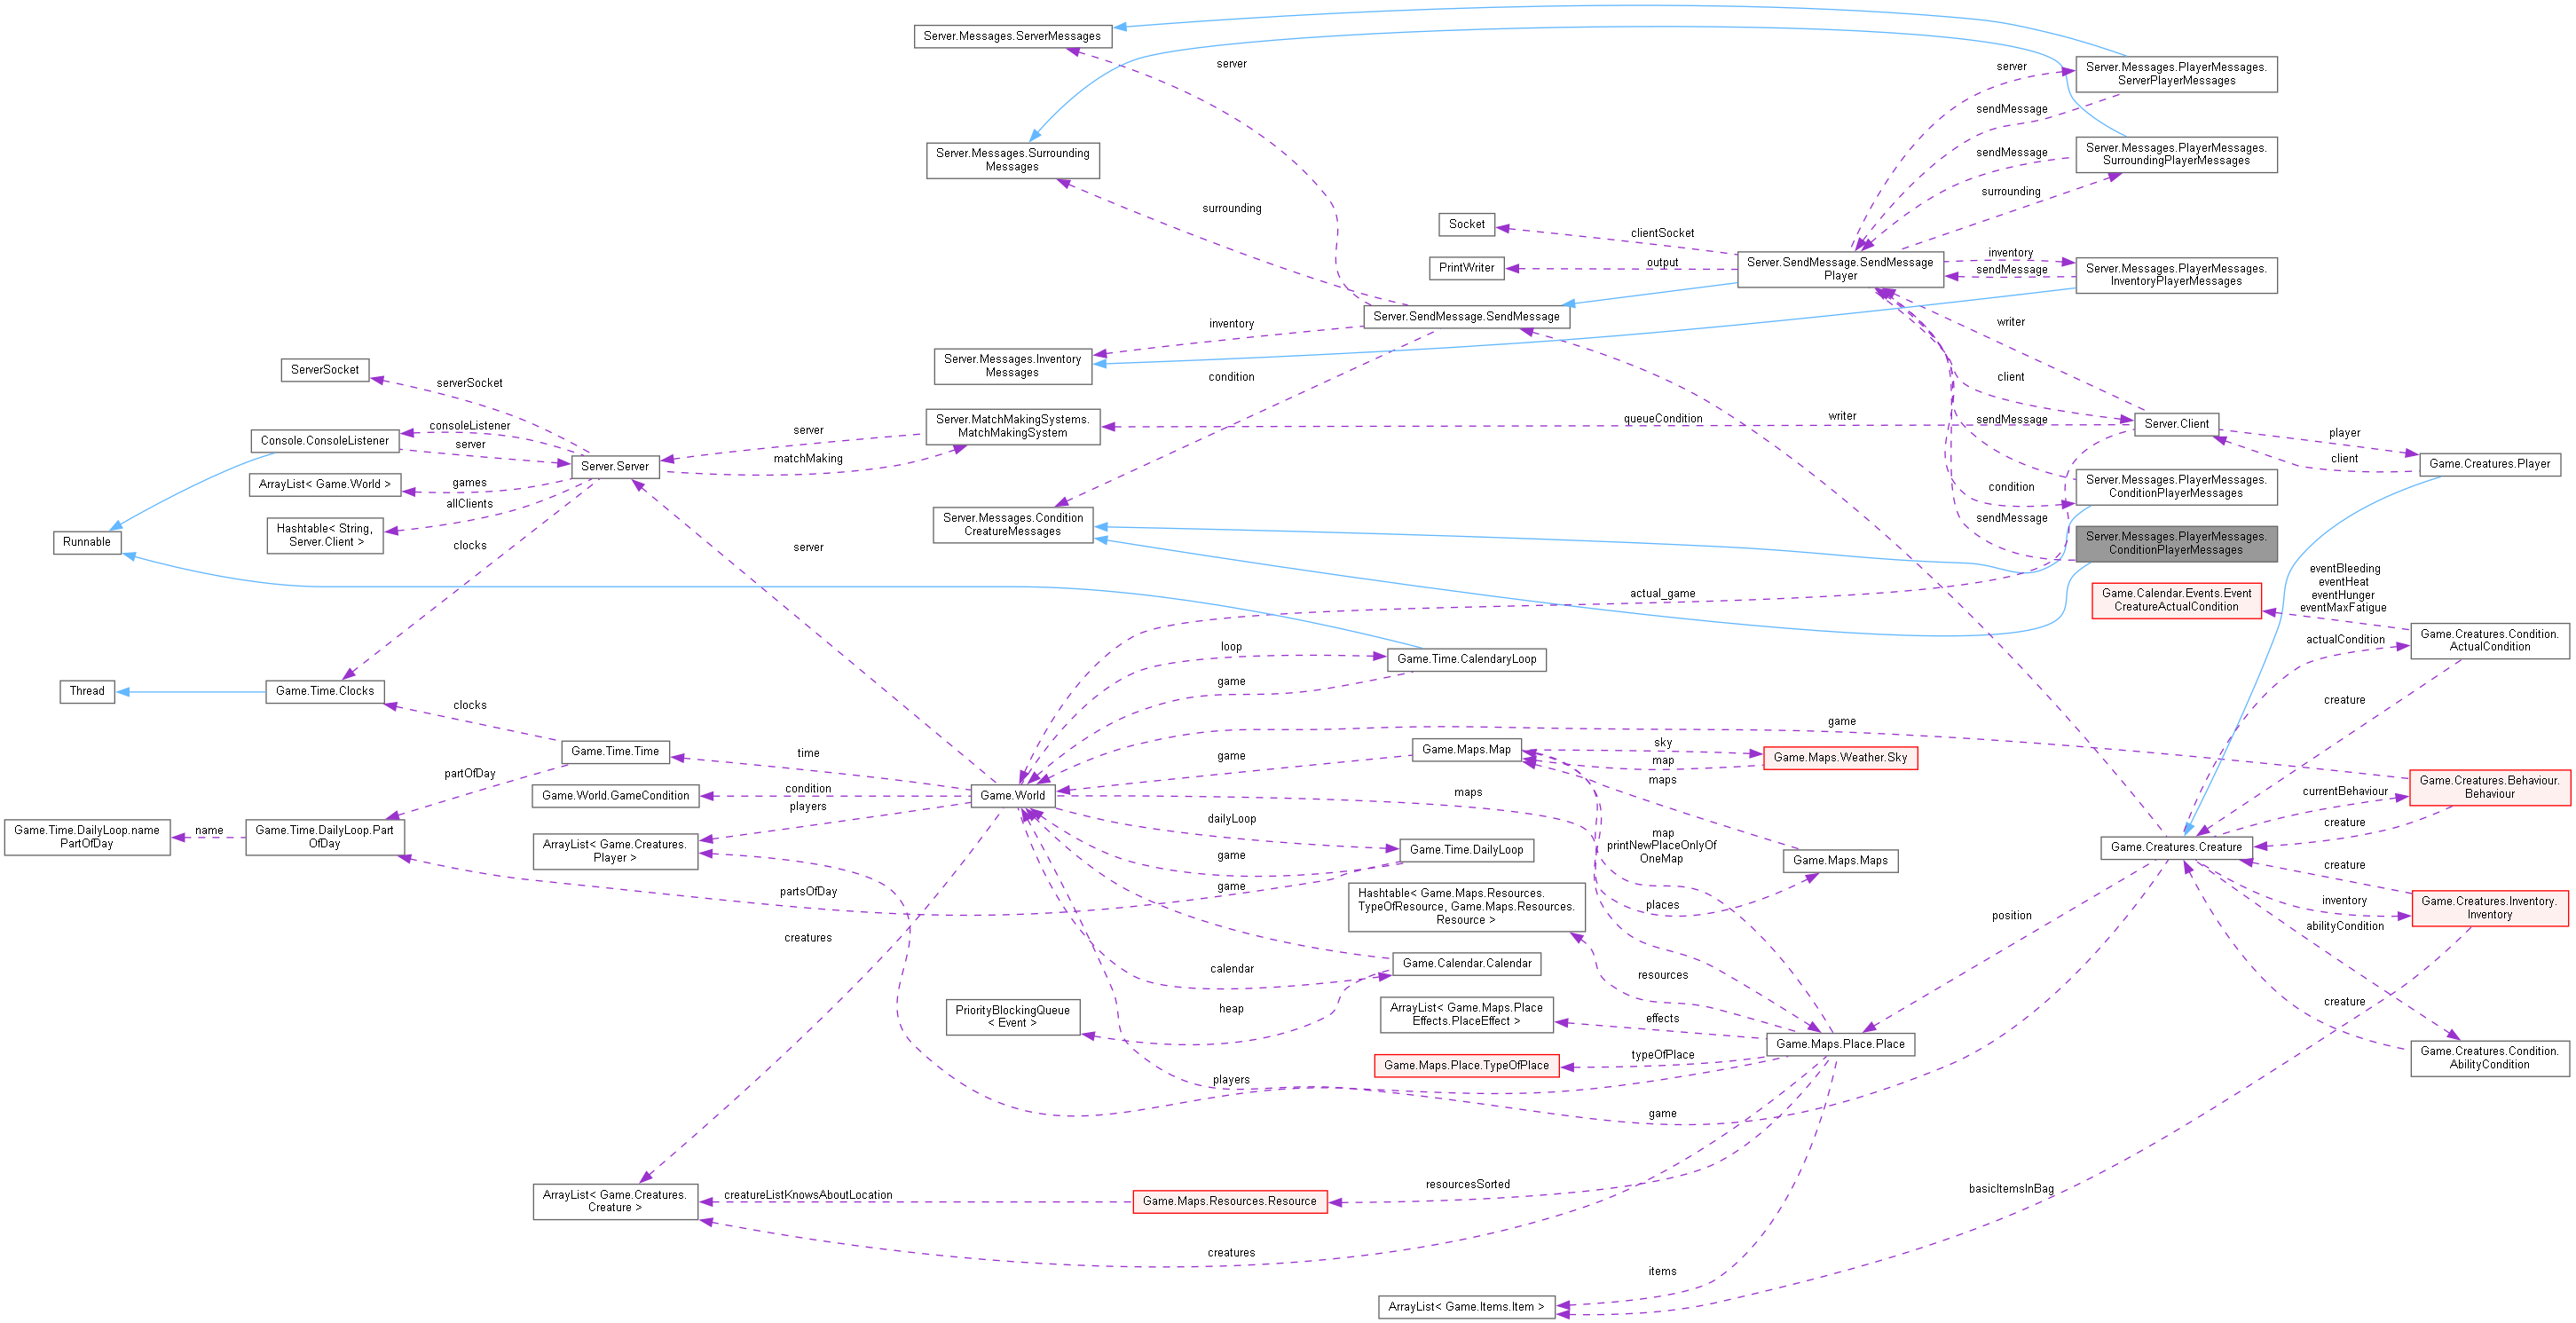 Server.Messages.ServerMessages
server
Server.Messages.PlayerMessages.
ServerPlayerMessages
server
sendMessage
Server.Messages.Surrounding
Messages
sendMessage
Server.Messages.PlayerMessages.
SurroundingPlayerMessages
surrounding
surrounding
Socket
clientSocket
PrintWriter
output
Server.SendMessage.SendMessage
Player
inventory
sendMessage
Server.Messages.PlayerMessages.
InventoryPlayerMessages
Server.SendMessage.SendMessage
inventory
writer
Server.Messages.Inventory
Messages
ServerSocket
serverSocket
condition
client
Server.MatchMakingSystems.
MatchMakingSystem
queueCondition
writer
sendMessage
Server.Client
player
client
Game.Creatures.Player
Console.ConsoleListener
consoleListener
server
Server.Server
server
matchMaking
ArrayList< Game.World >
games
allClients
Hashtable< String,
Server.Client >
clocks
condition
Server.Messages.PlayerMessages.
ConditionPlayerMessages
sendMessage
Server.Messages.Condition
CreatureMessages
Server.Messages.PlayerMessages.
ConditionPlayerMessages
Runnable
server
actual_game
Game.Calendar.Events.Event
CreatureActualCondition
eventBleeding
eventHeat
eventHunger
eventMaxFatigue
actualCondition
Game.Creatures.Condition.
ActualCondition
loop
game
Game.Time.CalendaryLoop
Thread
Game.Time.Clocks
clocks
creature
Game.Time.Time
time
game
Game.Maps.Map
sky
map
Game.Maps.Weather.Sky
game
partOfDay
Game.World.GameCondition
condition
players
Game.World
maps
maps
currentBehaviour
creature
Game.Creatures.Behaviour.
Behaviour
Game.Time.DailyLoop.name
PartOfDay
name
Game.Time.DailyLoop.Part
OfDay
ArrayList< Game.Creatures.
Player >
dailyLoop
game
game
Game.Time.DailyLoop
map
printNewPlaceOnlyOf
OneMap
Game.Maps.Maps
Game.Creatures.Creature
partsOfDay
Hashtable< Game.Maps.Resources.
TypeOfResource, Game.Maps.Resources.
Resource >
places
position
creature
inventory
abilityCondition
Game.Creatures.Inventory.
Inventory
creatures
calendar
Game.Calendar.Calendar
resources
creature
PriorityBlockingQueue
< Event >
heap
ArrayList< Game.Maps.Place
Effects.PlaceEffect >
effects
Game.Maps.Place.Place
Game.Maps.Place.TypeOfPlace
typeOfPlace
Game.Creatures.Condition.
AbilityCondition
players
game
ArrayList< Game.Creatures.
Creature >
creatureListKnowsAboutLocation
Game.Maps.Resources.Resource
resourcesSorted
basicItemsInBag
creatures
items
ArrayList< Game.Items.Item >